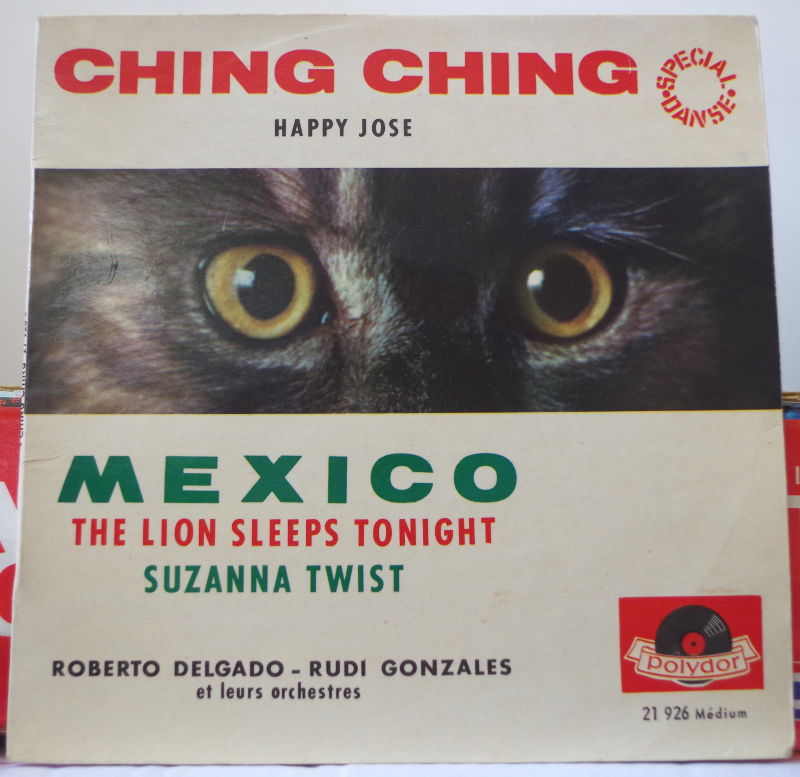 CHING CHING
•SPECIAL•
DANSE
HAPPY JOSE
MEXICO
THE LION SLEEPS TONIGHT
SUZANNA TWIST
ROBERTO DELGADO – RUDI GONZALES
et leurs orchestres
polydor
21 926 Médium